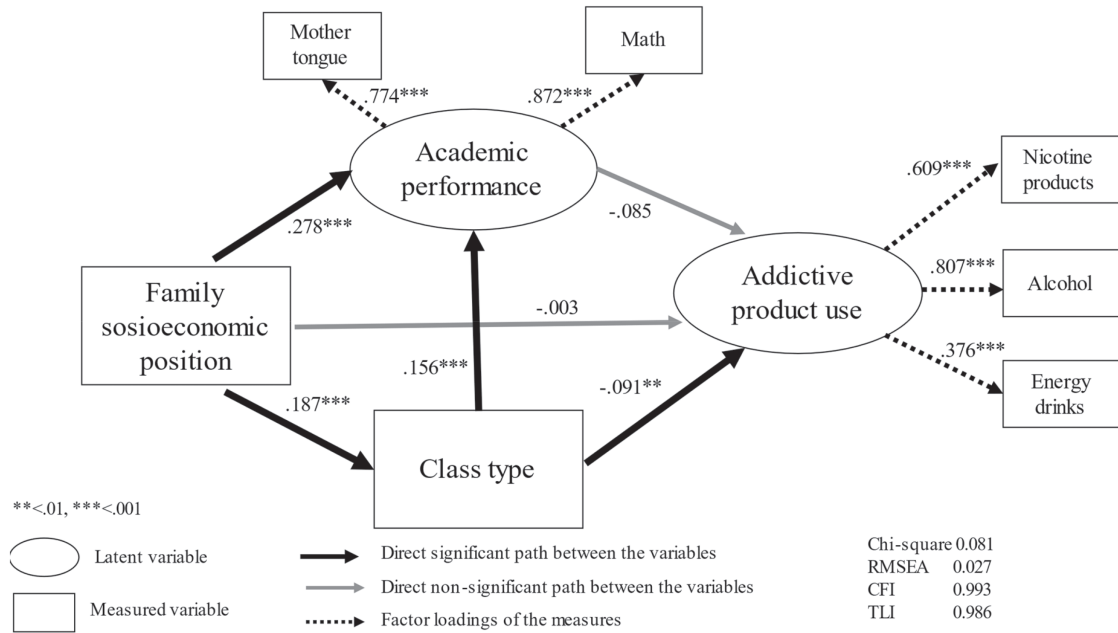 Mother
tongue
Math
.774***
.872***
Academic
performance
Nicotine
products
.609***
.278***
-.085
Family
sosioeconomic
position
Addictive
product use
.807***
Alcohol
-.003
.156***
.376***
-.091**
Energy
drinks
.187***
Class type
**<.01, ***<.001
Latent variable
Measured variable
Direct significant path between the variables
Direct non-significant path between the variables
Factor loadings of the measures
Chi-square 0.081
RMSEA 0.027
CFI 0.993
TLI 0.986